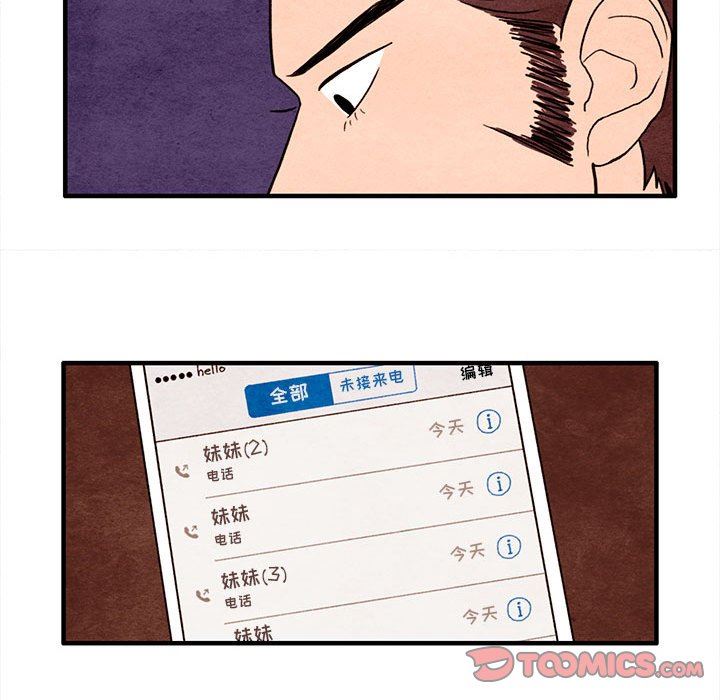 ●●●●● hello
全部 未接来电 编辑
妹妹(2) 今天 i
电话
妹妹 今天 i
电话
妹妹(3) 今天 i
电话
妹妹 今天 i
TOOMICS.COM